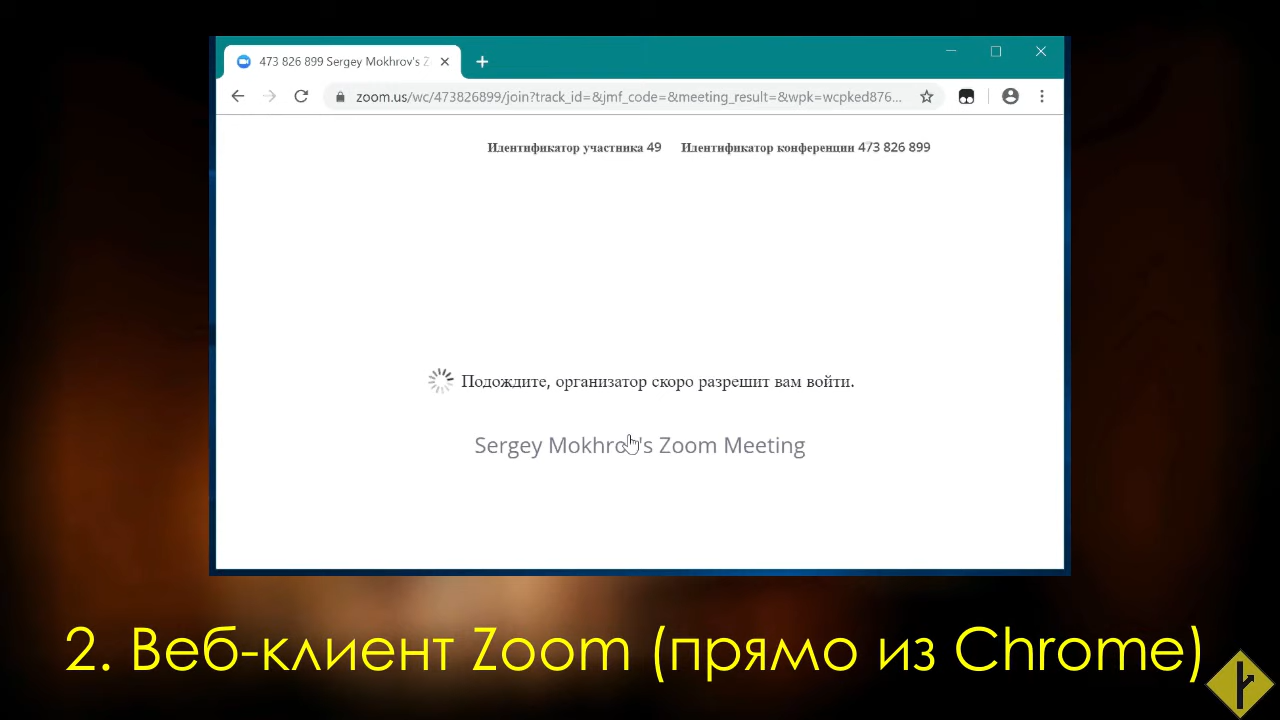 473 826 899 Sergey Mokhrov's Z
zoom.us/wc/473826899/join?track_id=&jmf_code=&meeting_result=&wpk=wcpked876...
Идентификатор участника 49 Идентификатор конференции 473 826 899
Подождите, организатор скоро разрешит вам войти.
Sergey Mokhrov's Zoom Meeting
2. Веб-клиент Zoom (прямо из Chrome)